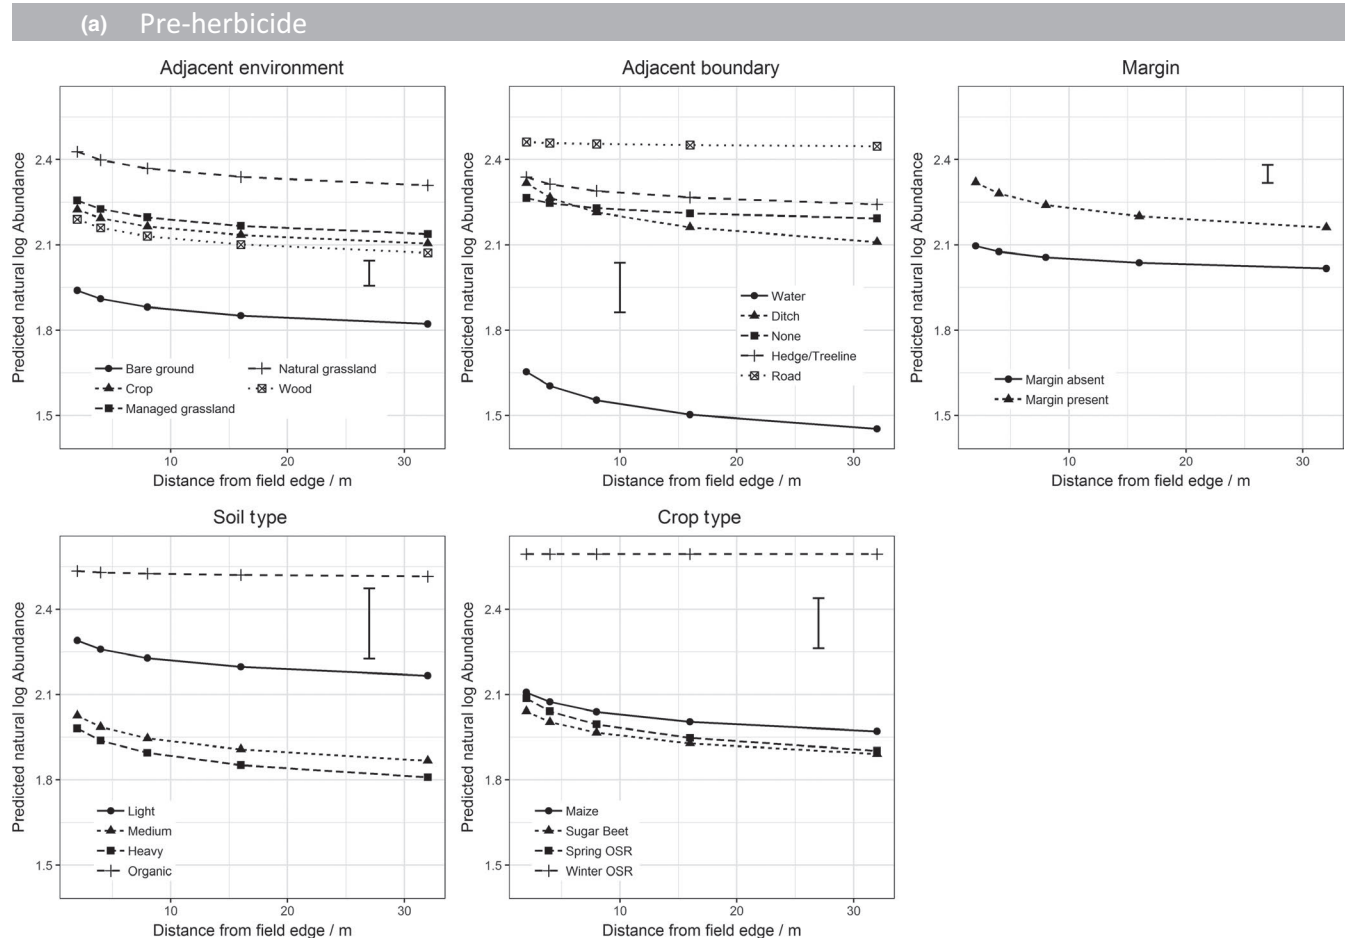 (a) Pre-herbicide
Adjacent environment
Predicted natural log Abundance
2.4
2.1
1.8
1.5
Bare ground
Crop
Managed grassland
Natural grassland
Wood
10 20 30
Distance from field edge / m
Adjacent boundary
Predicted natural log Abundance
2.4
2.1
1.8
1.5
Water
Ditch
None
Hedge/Treeline
Road
10 20 30
Distance from field edge / m
Margin
Predicted natural log Abundance
2.4
2.1
1.8
1.5
Margin absent
Margin present
10 20 30
Distance from field edge / m
Soil type
Predicted natural log Abundance
2.4
2.1
1.8
1.5
Light
Medium
Heavy
Organic
10 20 30
Distance from field edge / m
Crop type
Predicted natural log Abundance
2.4
2.1
1.8
1.5
Maize
Sugar Beet
Spring OSR
Winter OSR
10 20 30
Distance from field edge / m